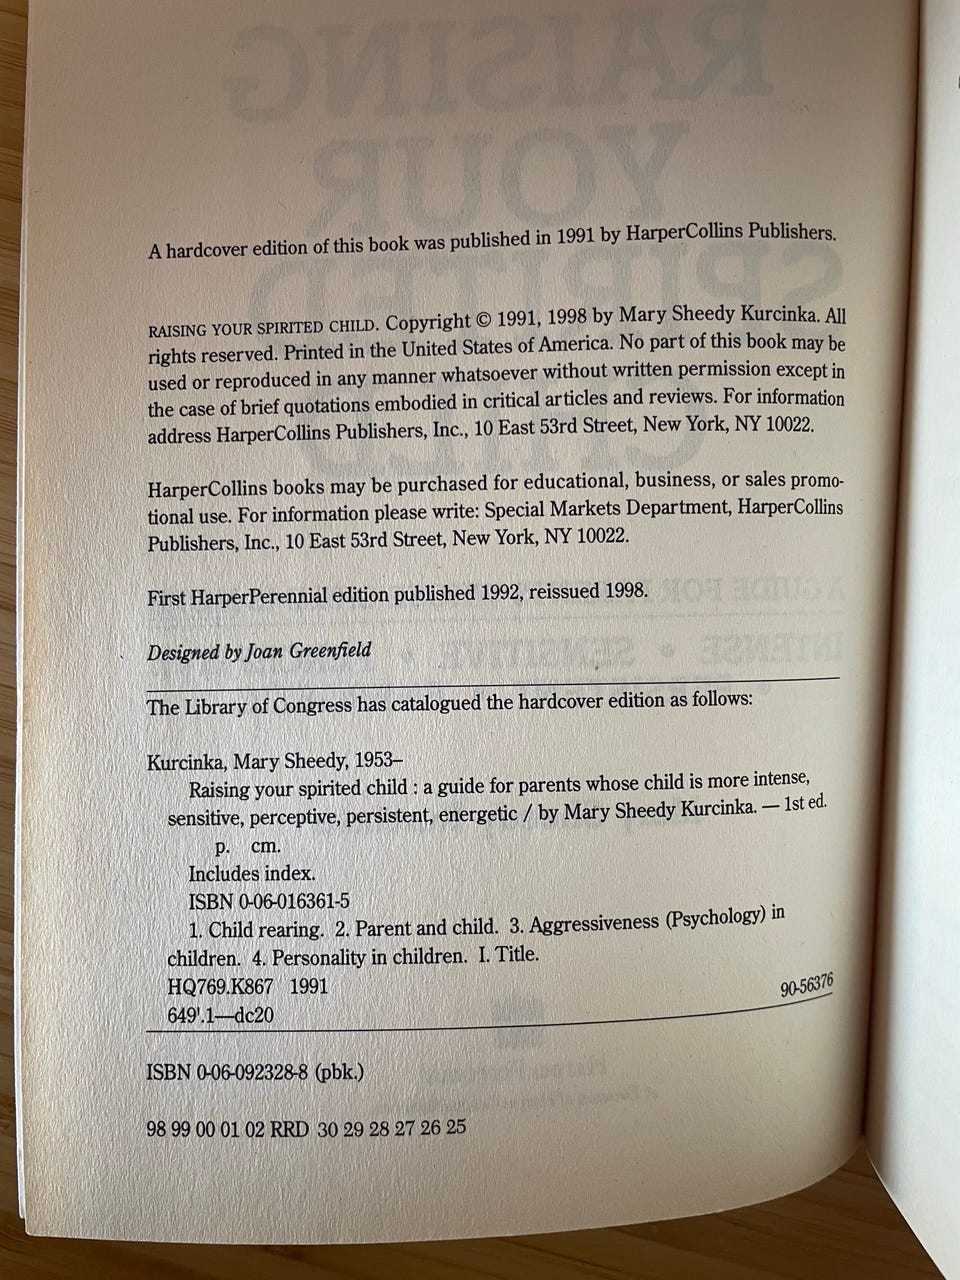 A hardcover edition of this book was published in 1991 by HarperCollins Publishers.
RAISING YOUR SPIRITED CHILD. Copyright © 1991, 1998 by Mary Sheedy Kurcinka. All
rights reserved. Printed in the United States of America. No part of this book may be
used or reproduced in any manner whatsoever without written permission except in
the case of brief quotations embodied in critical articles and reviews. For information
address HarperCollins Publishers, Inc., 10 East 53rd Street, New York, NY 10022.
HarperCollins books may be purchased for educational, business, or sales promo-
tional use. For information please write: Special Markets Department, HarperCollins
Publishers, Inc., 10 East 53rd Street, New York, NY 10022.
First HarperPerennial edition published 1992, reissued 1998.
Designed by Joan Greenfield
The Library of Congress has catalogued the hardcover edition as follows:
Kurcinka, Mary Sheedy, 1953–
Raising your spirited child : a guide for parents whose child is more intense,
sensitive, perceptive, persistent, energetic / by Mary Sheedy Kurcinka. — 1st ed.
p. cm.
Includes index.
ISBN 0-06-016361-5
1. Child rearing. 2. Parent and child. 3. Aggressiveness (Psychology) in
children. 4. Personality in children. I. Title.
HQ769.K867 1991
649'.1—dc20 90-56376
ISBN 0-06-092328-8 (pbk.)
98 99 00 01 02 RRD 30 29 28 27 26 25